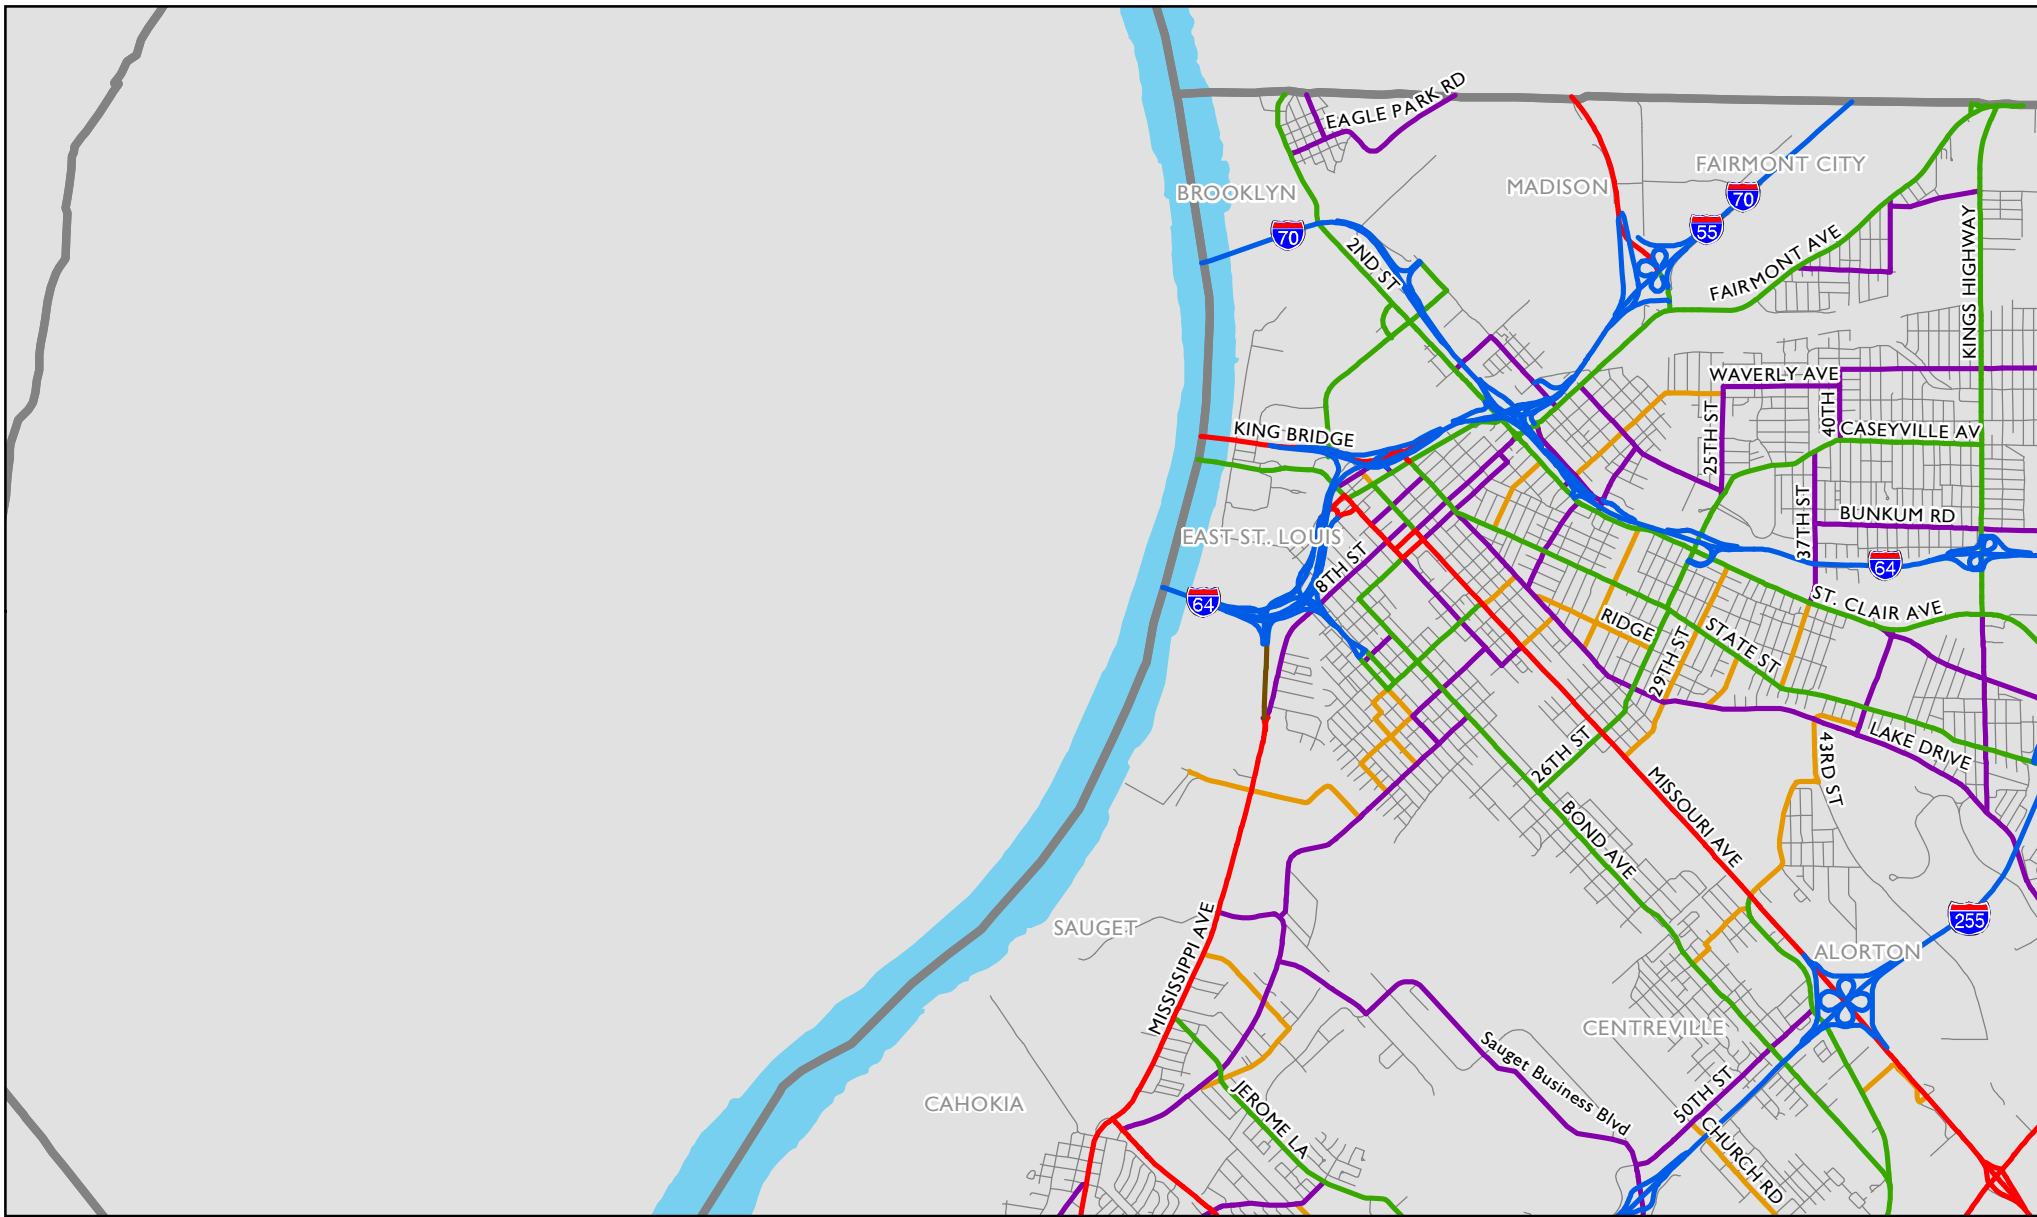 EAGLE PARK RD
FAIRMONT CITY
BROOKLYN
MADISON
70
55
70
2ND ST
FAIRMONT AVE
KINGS HIGHWAY
WAVERLY AVE
25TH ST
40TH
KING BRIDGE
CASEYVILLE AV
37TH ST
BUNKUM RD
EAST ST. LOUIS
8TH ST
64
64
ST. CLAIR AVE
RIDGE
STATE ST
29TH ST
LAKE DRIVE
26TH ST
43RD ST
MISSOURI AVE
BOND AVE
SAUGET
MISSISSIPPI AVE
255
ALORTON
CENTREVILLE
Sauget Business Blvd
CAHOKIA
JEROME LA
50TH ST
CHURCH RD